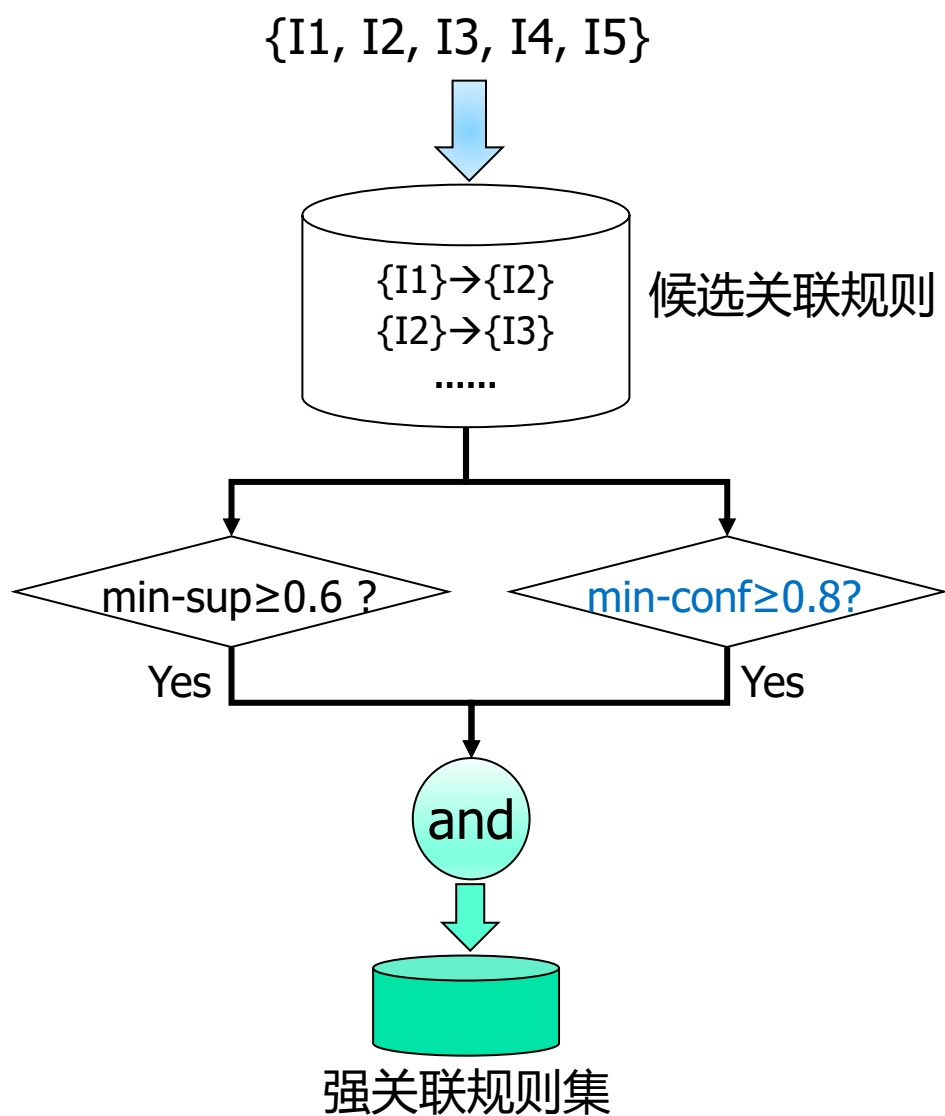 {I1, I2, I3, I4, I5}
{I1}→{I2}
{I2}→{I3}
......
候选关联规则
min-sup≥0.6 ?
min-conf≥0.8?
Yes
Yes
and
强关联规则集